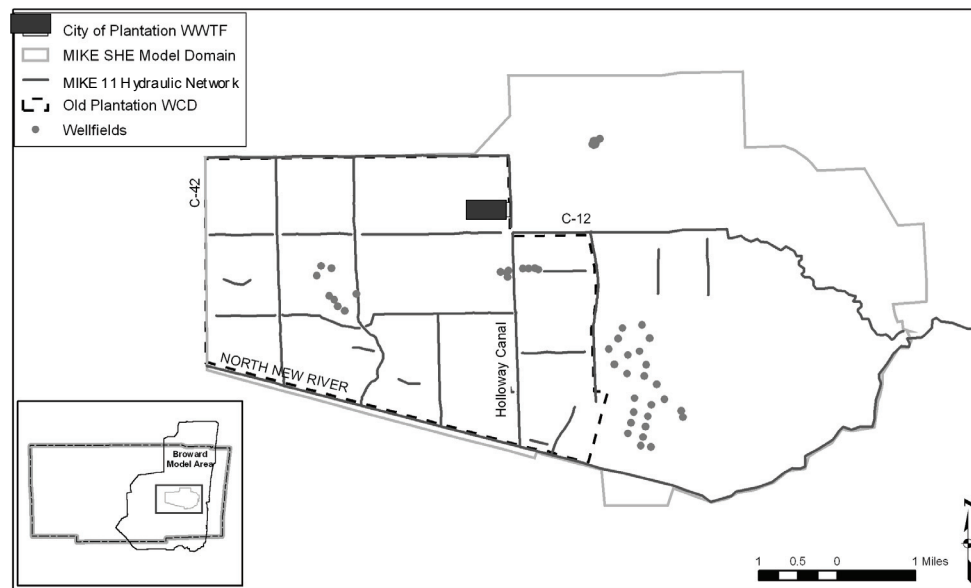 City of Plantation WWTF
MIKE SHE Model Domain
MIKE 11 Hydraulic Network
Old Plantation WCD
Wellfields
C-42
C-12
Holloway Canal
NORTH NEW RIVER
Broward
Model Area
1 0.5 0 1 Miles